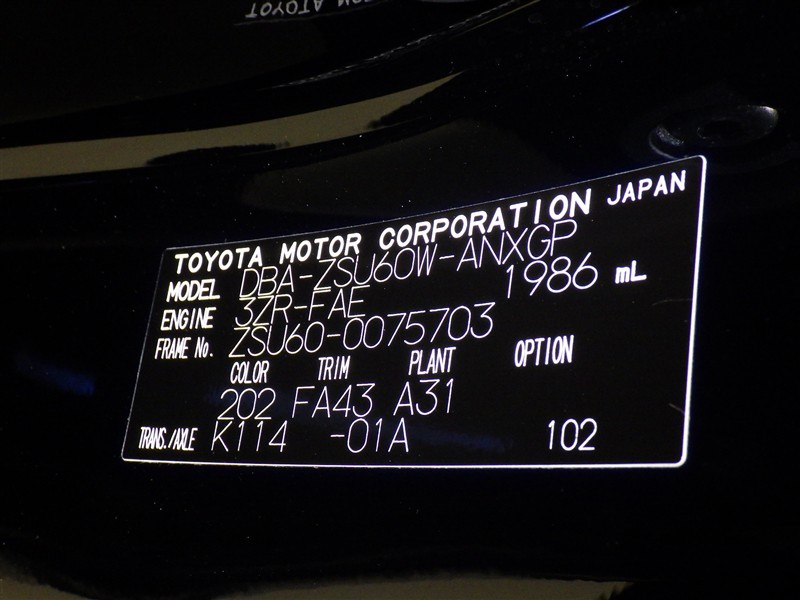 TOYOTA MOTOR CORPORATION JAPAN
MODEL DBA-ZSU60W-ANXGP
ENGINE 3ZR-FAE 1986 mL
FRAME No. ZSU60-0075703
COLOR TRIM PLANT OPTION
202 FA43 A31
TRANS./AXLE K114 -01A 102